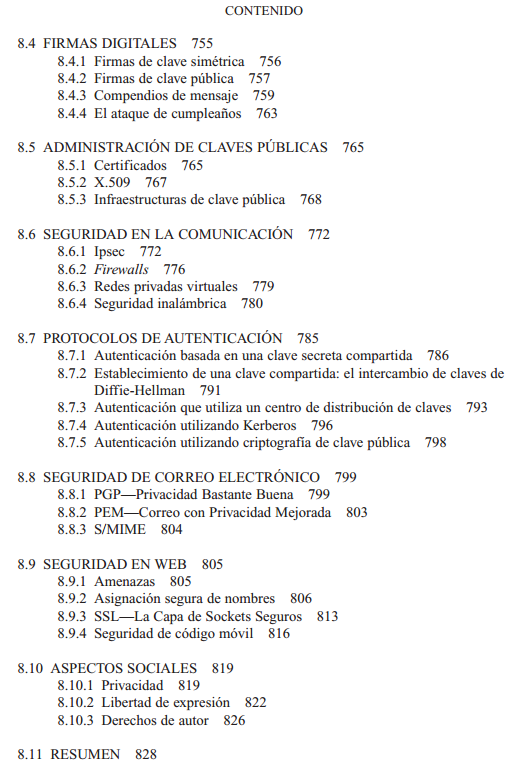 CONTENIDO
8.4 FIRMAS DIGITALES 755
8.4.1 Firmas de clave simétrica 756
8.4.2 Firmas de clave pública 757
8.4.3 Compendios de mensaje 759
8.4.4 El ataque de cumpleaños 763
8.5 ADMINISTRACIÓN DE CLAVES PÚBLICAS 765
8.5.1 Certificados 765
8.5.2 X.509 767
8.5.3 Infraestructuras de clave pública 768
8.6 SEGURIDAD EN LA COMUNICACIÓN 772
8.6.1 Ipsec 772
8.6.2 Firewalls 776
8.6.3 Redes privadas virtuales 779
8.6.4 Seguridad inalámbrica 780
8.7 PROTOCOLOS DE AUTENTICACIÓN 785
8.7.1 Autenticación basada en una clave secreta compartida 786
8.7.2 Establecimiento de una clave compartida: el intercambio de claves de
Diffie-Hellman 791
8.7.3 Autenticación que utiliza un centro de distribución de claves 793
8.7.4 Autenticación utilizando Kerberos 796
8.7.5 Autenticación utilizando criptografía de clave pública 798
8.8 SEGURIDAD DE CORREO ELECTRÓNICO 799
8.8.1 PGP—Privacidad Bastante Buena 799
8.8.2 PEM—Correo con Privacidad Mejorada 803
8.8.3 S/MIME 804
8.9 SEGURIDAD EN WEB 805
8.9.1 Amenazas 805
8.9.2 Asignación segura de nombres 806
8.9.3 SSL—La Capa de Sockets Seguros 813
8.9.4 Seguridad de código móvil 816
8.10 ASPECTOS SOCIALES 819
8.10.1 Privacidad 819
8.10.2 Libertad de expresión 822
8.10.3 Derechos de autor 826
8.11 RESUMEN 828